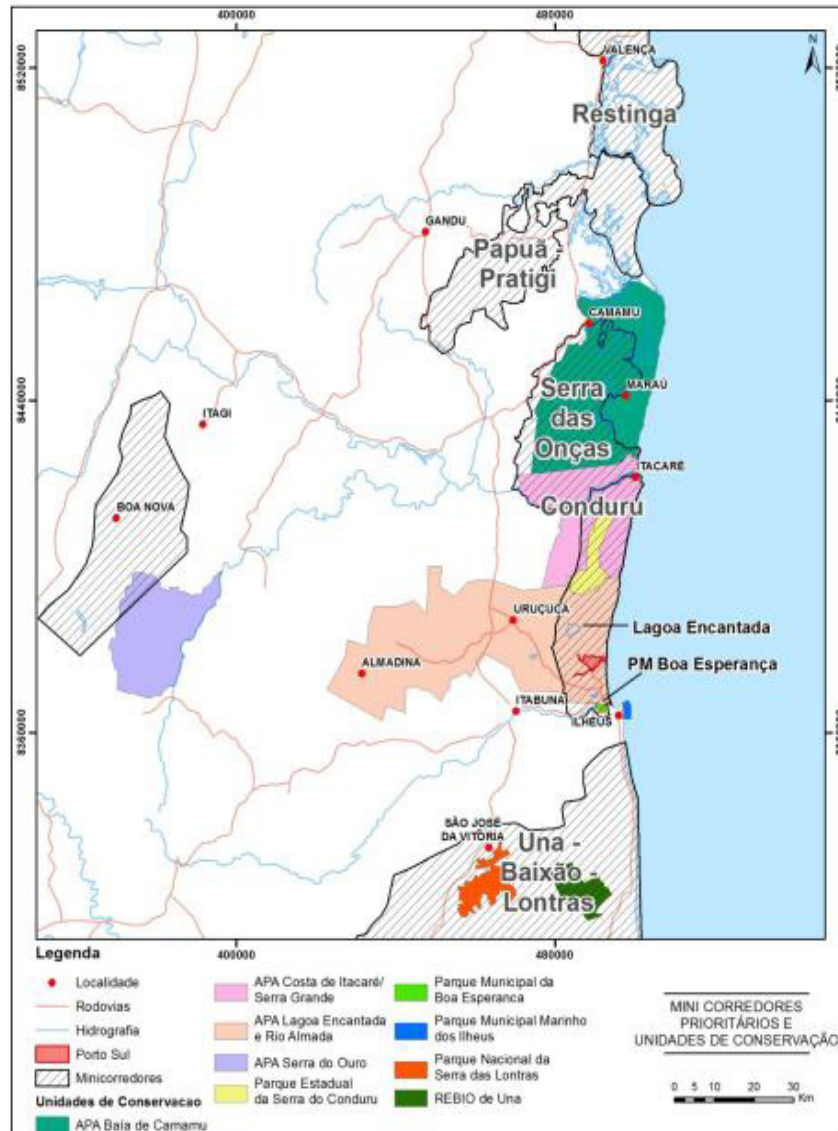 400000 480000
N
8520000
VALENÇA
Restinga
GANDU
Papuã -
Pratigi
CAMAMU
8440000
MARAÚ
Serra
das
Onças
ITAGI
ITACARÉ
Conduru
BOA NOVA
URUÇUCA
Lagoa Encantada
ALMADINA
PM Boa Esperança
ITABUNA
ILHÉUS
8360000
SÃO JOSÉ
DA VITÓRIA
Una -
Baixão -
Lontras
400000 480000
Legenda
Localidade
Rodovias
Hidrografia
Porto Sul
Minicorredores
Unidades de Conservacao
APA Baía de Camamu
APA Costa de Itacaré/
Serra Grande
APA Lagoa Encantada
e Rio Almada
APA Serra do Ouro
Parque Estadual
da Serra do Conduru
Parque Municipal da
Boa Esperanca
Parque Municipal Marinho
dos Ilheus
Parque Nacional da
Serra das Lontras
REBIO de Una
MINI CORREDORES
PRIORITÁRIOS E
UNIDADES DE CONSERVAÇÃO
0 5 10 20 30
Km